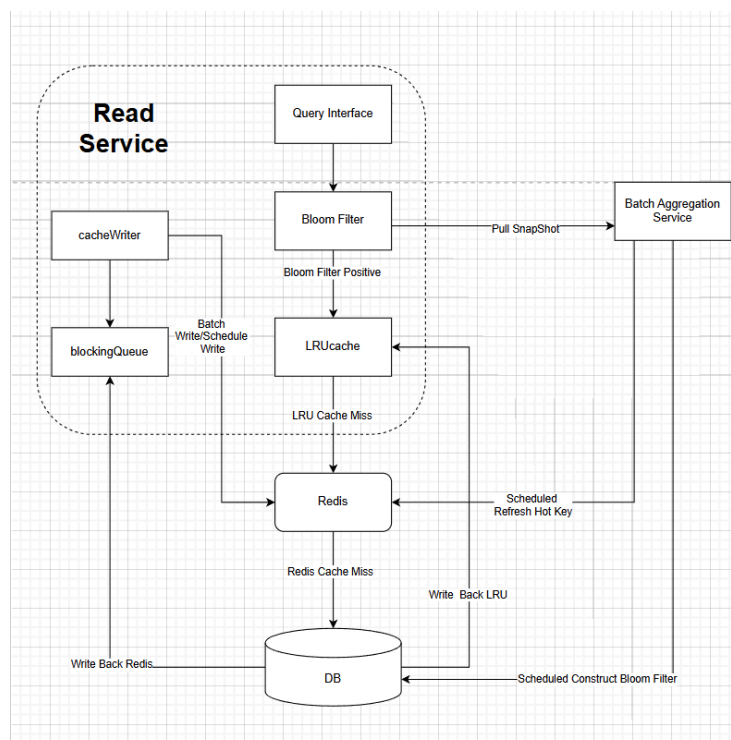 Query Interface
Read
Service
Bloom Filter
Batch Aggregation
Service
cacheWriter
Pull SnapShot
Bloom Filter Positive
Batch
Write/Schedule
Write
blockingQueue
LRUcache
LRU Cache Miss
Redis
Scheduled
Refresh Hot Key
Redis Cache Miss
Write  Back LRU
Write Back Redis
DB
Scheduled Construct Bloom Filter